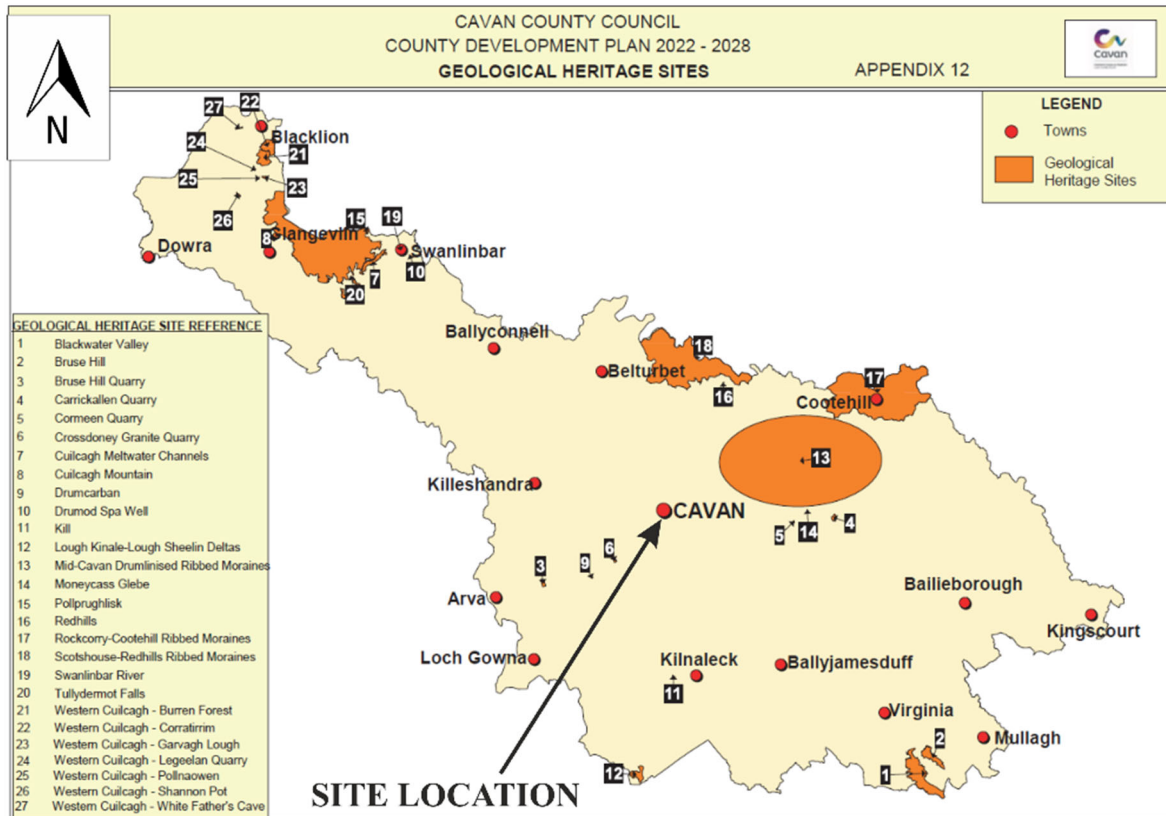 CAVAN COUNTY COUNCIL
COUNTY DEVELOPMENT PLAN 2022 - 2028
GEOLOGICAL HERITAGE SITES
APPENDIX 12
Cavan
N
LEGEND
Towns
Geological
Heritage Sites
27
22
Blacklion
24
21
25
23
26
15
19
8
Glangevlin
Dowra
Swanlinbar
7
10
20
GEOLOGICAL HERITAGE SITE REFERENCE
1 Blackwater Valley
2 Bruse Hill
3 Bruse Hill Quarry
4 Carrickallen Quarry
5 Cormeen Quarry
6 Crossdoney Granite Quarry
7 Cuilcagh Meltwater Channels
8 Cuilcagh Mountain
9 Drumcarban
10 Drumod Spa Well
11 Kill
12 Lough Kinale-Lough Sheelin Deltas
13 Mid-Cavan Drumlinised Ribbed Moraines
14 Moneycass Glebe
15 Pollprughlisk
16 Redhills
17 Rockcorry-Cootehill Ribbed Moraines
18 Scotshouse-Redhills Ribbed Moraines
19 Swanlinbar River
20 Tullydermot Falls
21 Western Cuilcagh - Burren Forest
22 Western Cuilcagh - Corratirrim
23 Western Cuilcagh - Garvagh Lough
24 Western Cuilcagh - Legeelan Quarry
25 Western Cuilcagh - Pollnaowen
26 Western Cuilcagh - Shannon Pot
27 Western Cuilcagh - White Father's Cave
Ballyconnell
18
Belturbet
16
17
Cootehill
13
Killeshandra
CAVAN
5
14
4
6
9
3
Arva
Bailieborough
Kingscourt
Loch Gowna
Kilnaleck
Ballyjamesduff
11
Virginia
2
Mullagh
12
1
SITE LOCATION